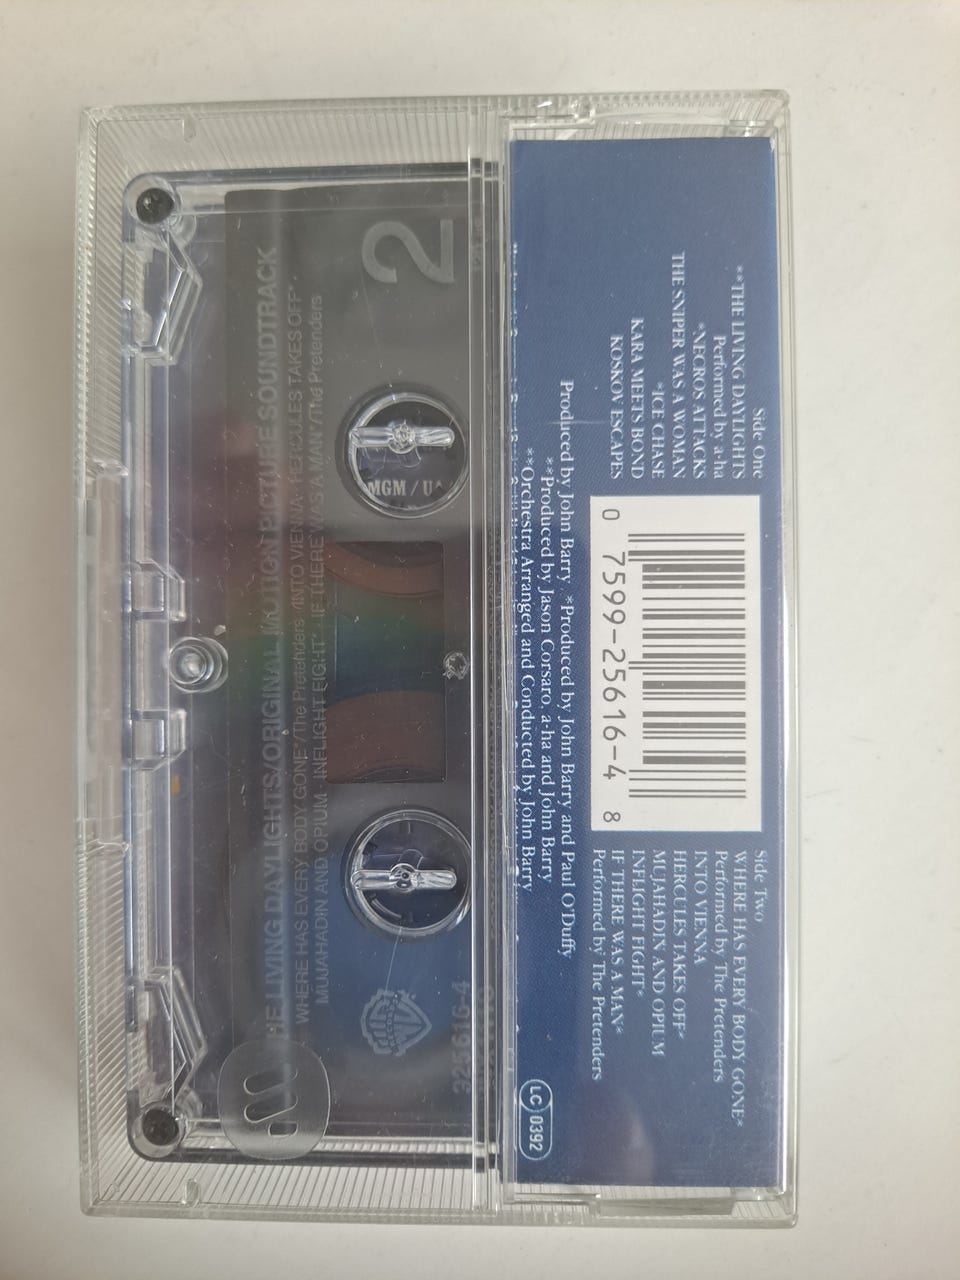 Side One
**THE LIVING DAYLIGHTS
Performed by a-ha
*NECROS ATTACKS
THE SNIPER WAS A WOMAN
*ICE CHASE
KARA MEETS BOND
KOSKOV ESCAPES
0 7599-25616-4 8
Side Two
WHERE HAS EVERY BODY GONE*
Performed by The Pretenders
INTO VIENNA
HERCULES TAKES OFF*
MUJAHADIN AND OPIUM
INFLIGHT FIGHT*
IF THERE WAS A MAN*
Performed by The Pretenders
Produced by John Barry *Produced by John Barry and Paul O'Duffy
**Produced by Jason Corsaro, a-ha and John Barry
**Orchestra Arranged and Conducted by John Barry
LC 0392
2
MGM / UA
325616-4
MUJAHADIN AND OPIUM · INFLIGHT FIGHT* · IF THERE WAS A MAN*/The Pretenders
WHERE HAS EVERY BODY GONE*/The Pretenders · INTO VIENNA · HERCULES TAKES OFF*
THE LIVING DAYLIGHTS/ORIGINAL MOTION PICTURE SOUNDTRACK